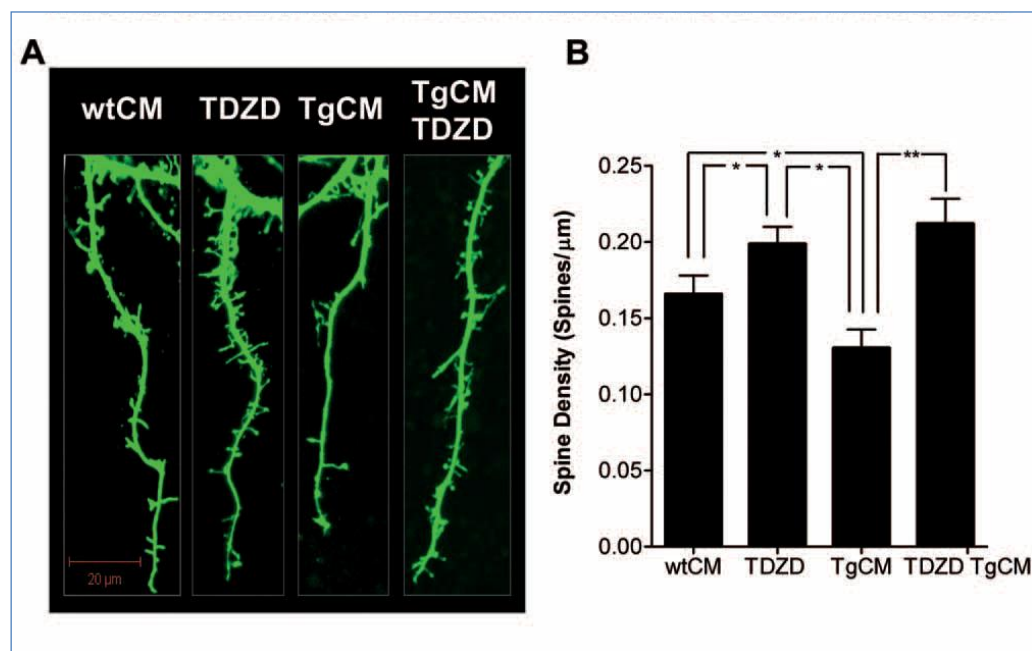 A
wtCM
TDZD
TgCM
TgCM
TDZD
20 µm
B
Spine Density (Spines/µm)
0.25
0.20
0.15
0.10
0.05
0.00
*
*
*
**
wtCM
TDZD
TgCM
TDZD TgCM